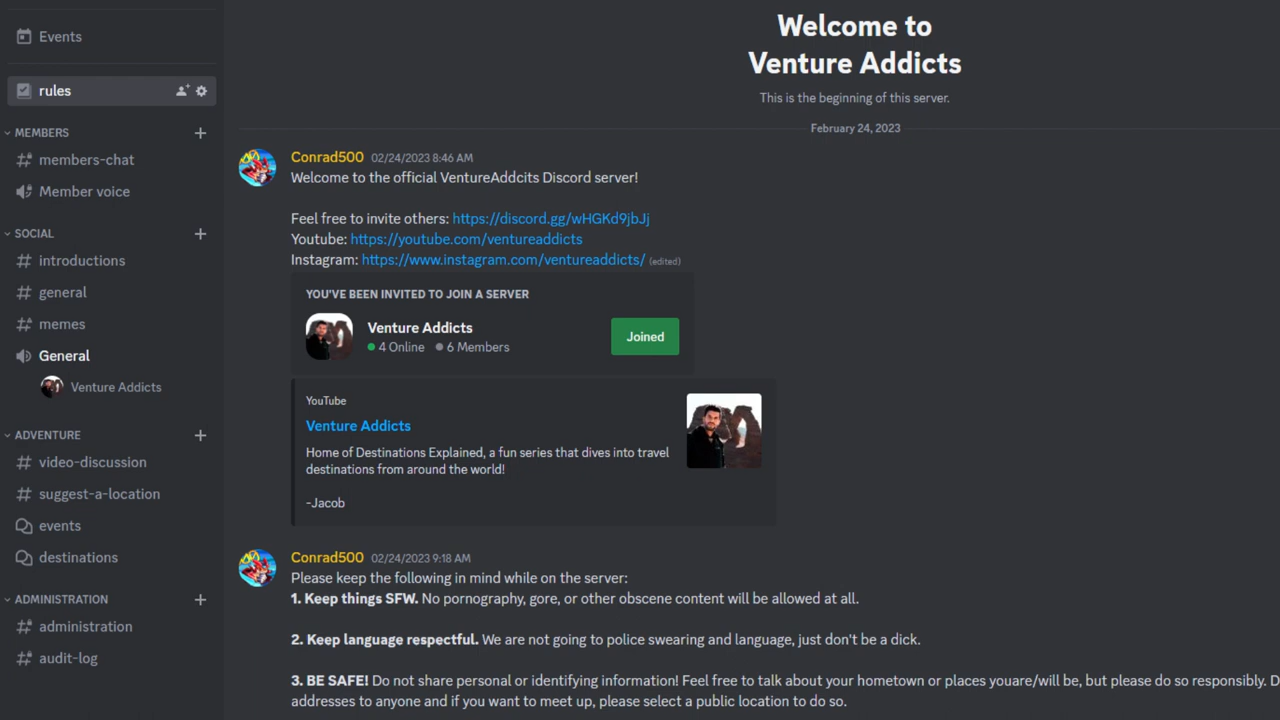 Events
rules
MEMBERS
members-chat
Member voice
SOCIAL
introductions
general
memes
General
Venture Addicts
ADVENTURE
video-discussion
suggest-a-location
events
destinations
ADMINISTRATION
administration
audit-log
Welcome to
Venture Addicts
This is the beginning of this server.
February 24, 2023
Conrad500 02/24/2023 8:46 AM
Welcome to the official VentureAddcits Discord server!
Feel free to invite others: https://discord.gg/wHGKd9jbJj
Youtube: https://youtube.com/ventureaddicts
Instagram: https://www.instagram.com/ventureaddicts/ (edited)
YOU'VE BEEN INVITED TO JOIN A SERVER
Venture Addicts
4 Online 6 Members
Joined
YouTube
Venture Addicts
Home of Destinations Explained, a fun series that dives into travel
destinations from around the world!
-Jacob
Conrad500 02/24/2023 9:18 AM
Please keep the following in mind while on the server:
1. Keep things SFW. No pornography, gore, or other obscene content will be allowed at all.
2. Keep language respectful. We are not going to police swearing and language, just don't be a dick.
3. BE SAFE! Do not share personal or identifying information! Feel free to talk about your hometown or places youare/will be, but please do so responsibly. D
addresses to anyone and if you want to meet up, please select a public location to do so.